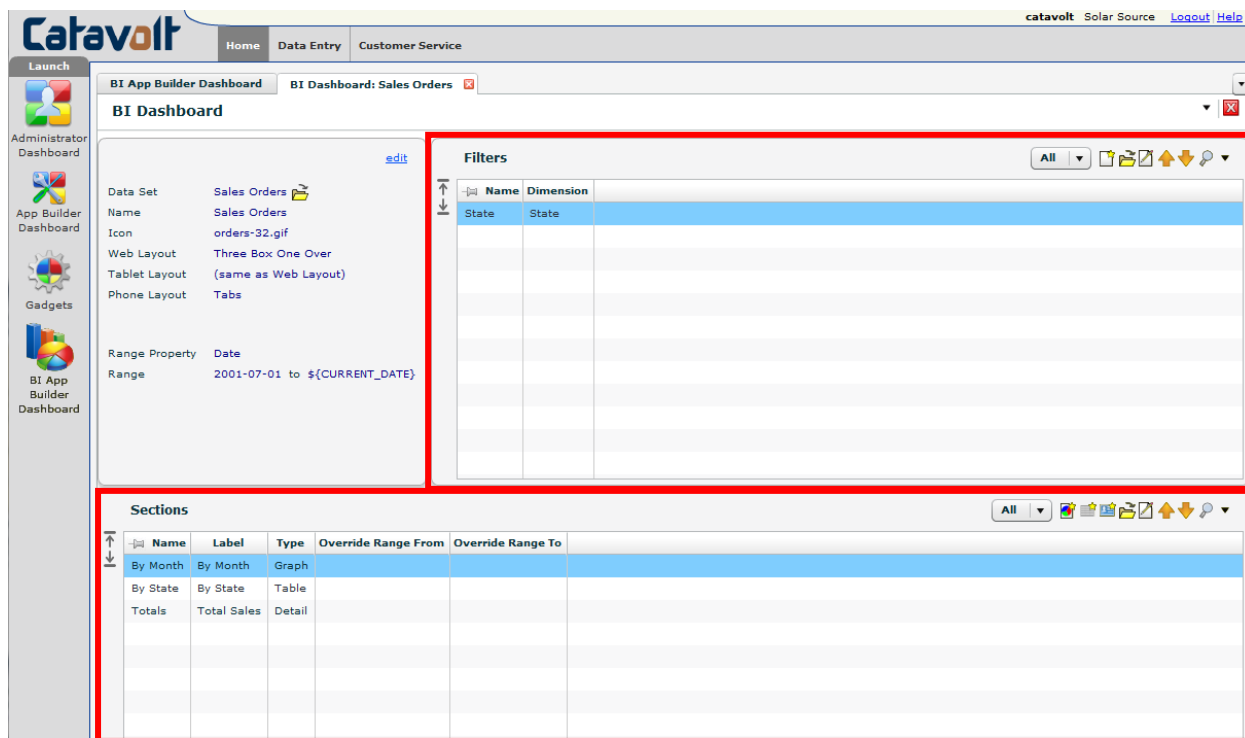 catavolt Solar Source Logout Help
Catavolt
Home Data Entry Customer Service
Launch
Administrator
Dashboard
App Builder
Dashboard
Gadgets
BI App
Builder
Dashboard
BI App Builder Dashboard BI Dashboard: Sales Orders
BI Dashboard
edit
Data Set Sales Orders
Name Sales Orders
Icon orders-32.gif
Web Layout Three Box One Over
Tablet Layout (same as Web Layout)
Phone Layout Tabs
Range Property Date
Range 2001-07-01 to ${CURRENT_DATE}
Filters All
Name Dimension
State State
Sections All
Name Label Type Override Range From Override Range To
By Month By Month Graph
By State By State Table
Totals Total Sales Detail